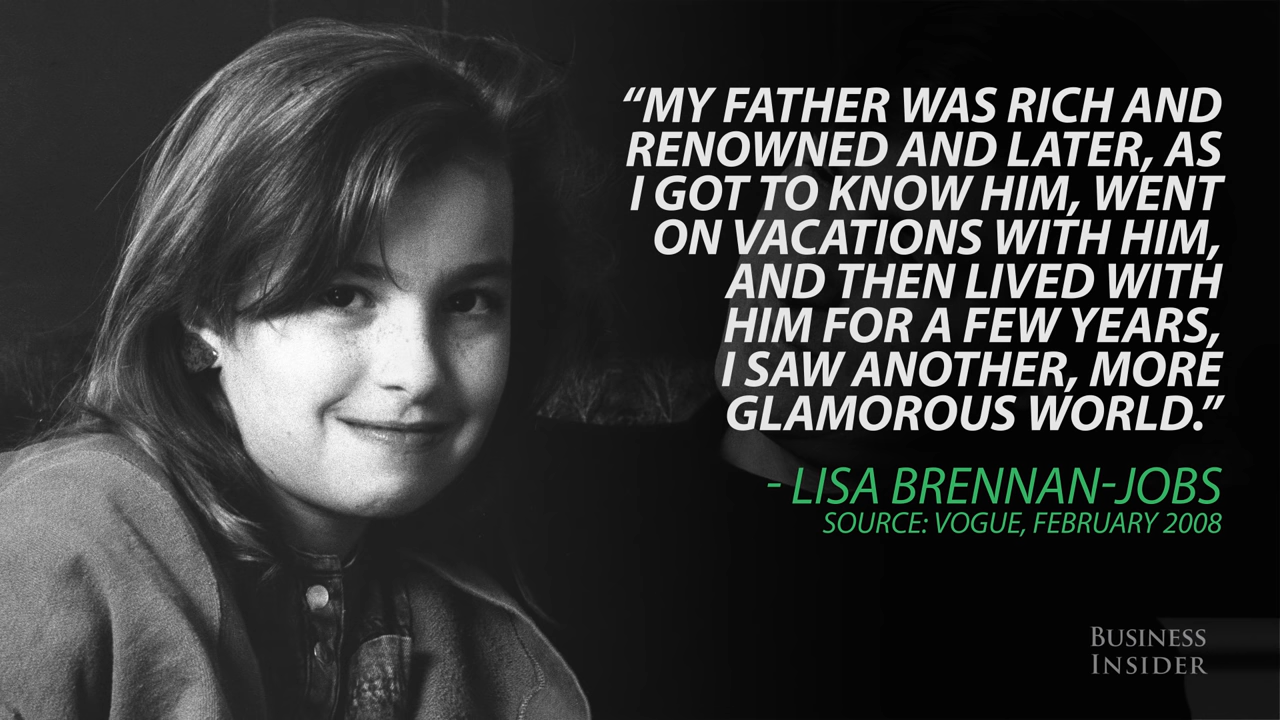 “MY FATHER WAS RICH AND
RENOWNED AND LATER, AS
I GOT TO KNOW HIM, WENT
ON VACATIONS WITH HIM,
AND THEN LIVED WITH
HIM FOR A FEW YEARS,
I SAW ANOTHER, MORE
GLAMOROUS WORLD.”
- LISA BRENNAN-JOBS
SOURCE: VOGUE, FEBRUARY 2008
BUSINESS
INSIDER